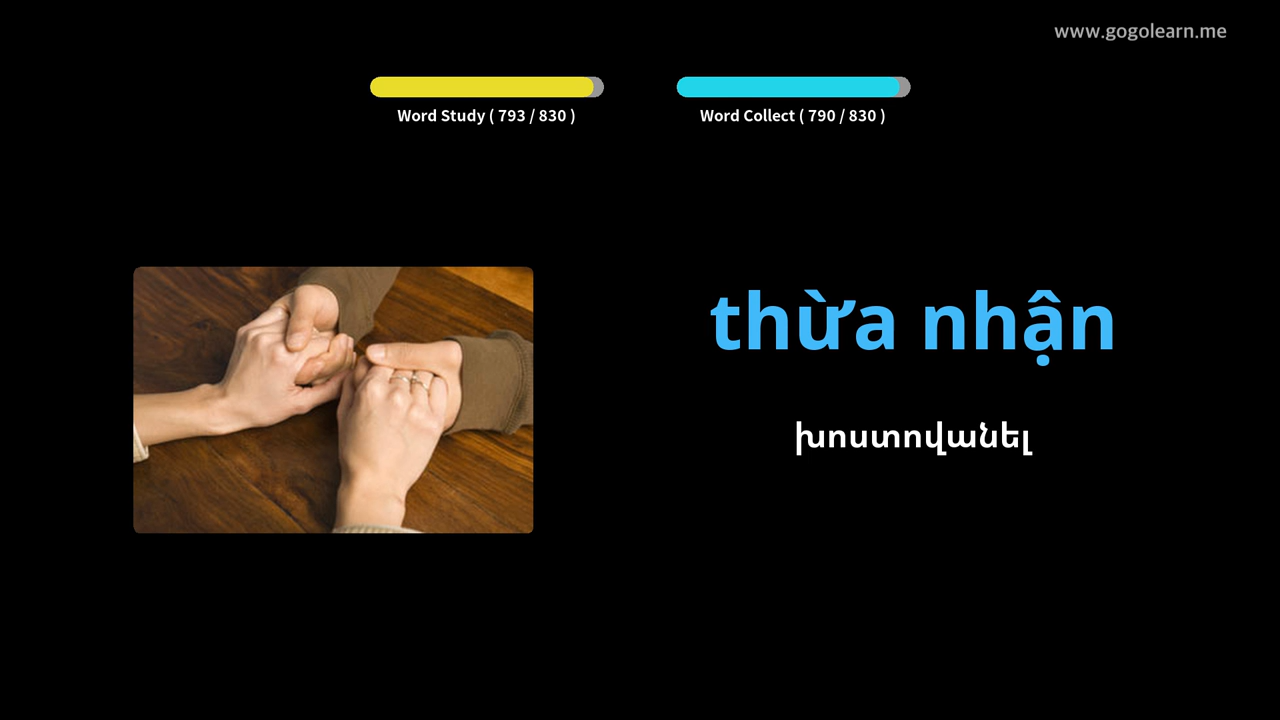 www.gogolearn.me
Word Study ( 793 / 830 )
Word Collect ( 790 / 830 )
thừa nhận
խոստովանել